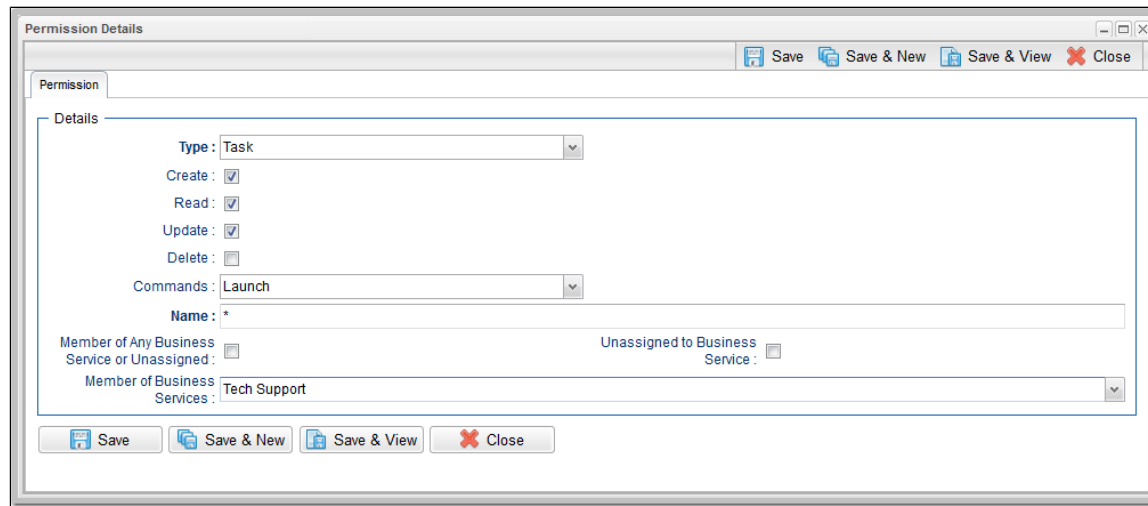 Permission Details
Save Save & New Save & View Close
Permission
Details
Type : Task
Create :
Read :
Update :
Delete :
Commands : Launch
Name : *
Member of Any Business Unassigned to Business
Service or Unassigned : Service :
Member of Business
Services : Tech Support
Save Save & New Save & View Close